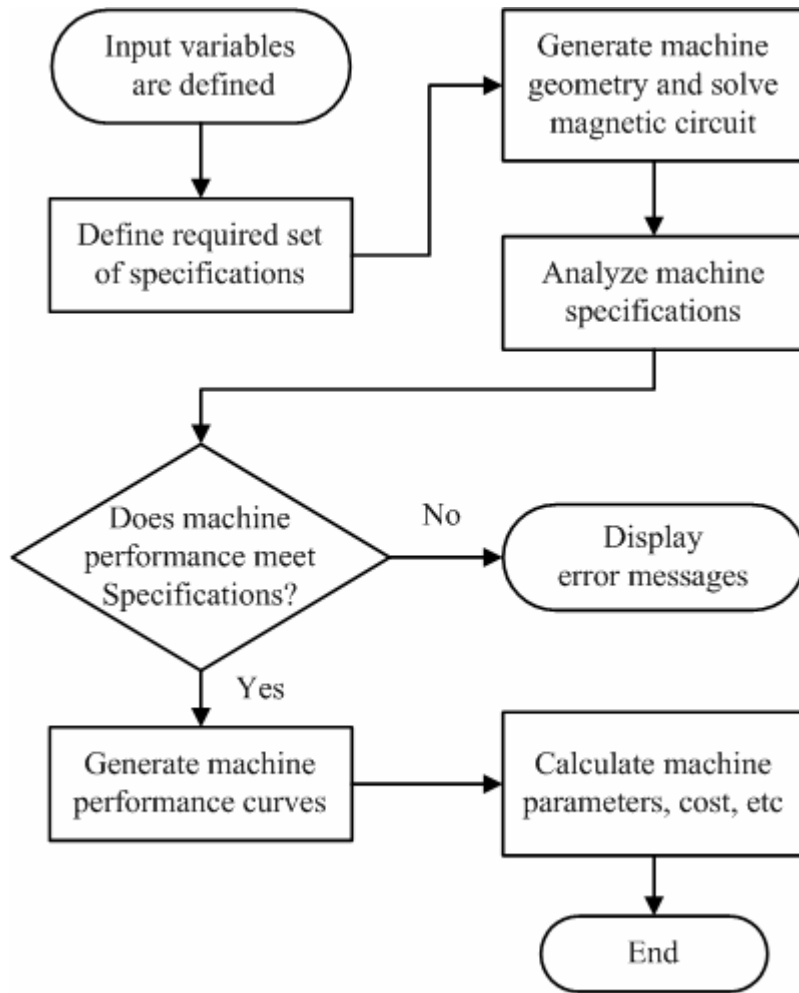 Input variables
are defined
Define required set
of specifications
Generate machine
geometry and solve
magnetic circuit
Analyze machine
specifications
Does machine
performance meet
Specifications?
No
Display
error messages
Yes
Generate machine
performance curves
Calculate machine
parameters, cost, etc
End